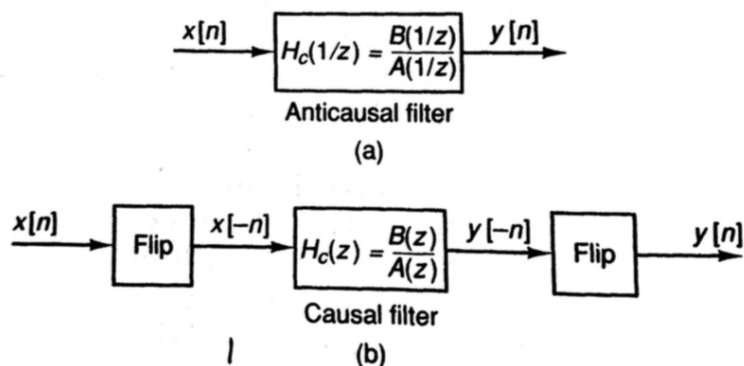 x[n]
H_c(1/z) = B(1/z)/A(1/z)
y[n]
Anticausal filter
(a)
x[n]
Flip
x[−n]
H_c(z) = B(z)/A(z)
y[−n]
Flip
y[n]
Causal filter
(b)